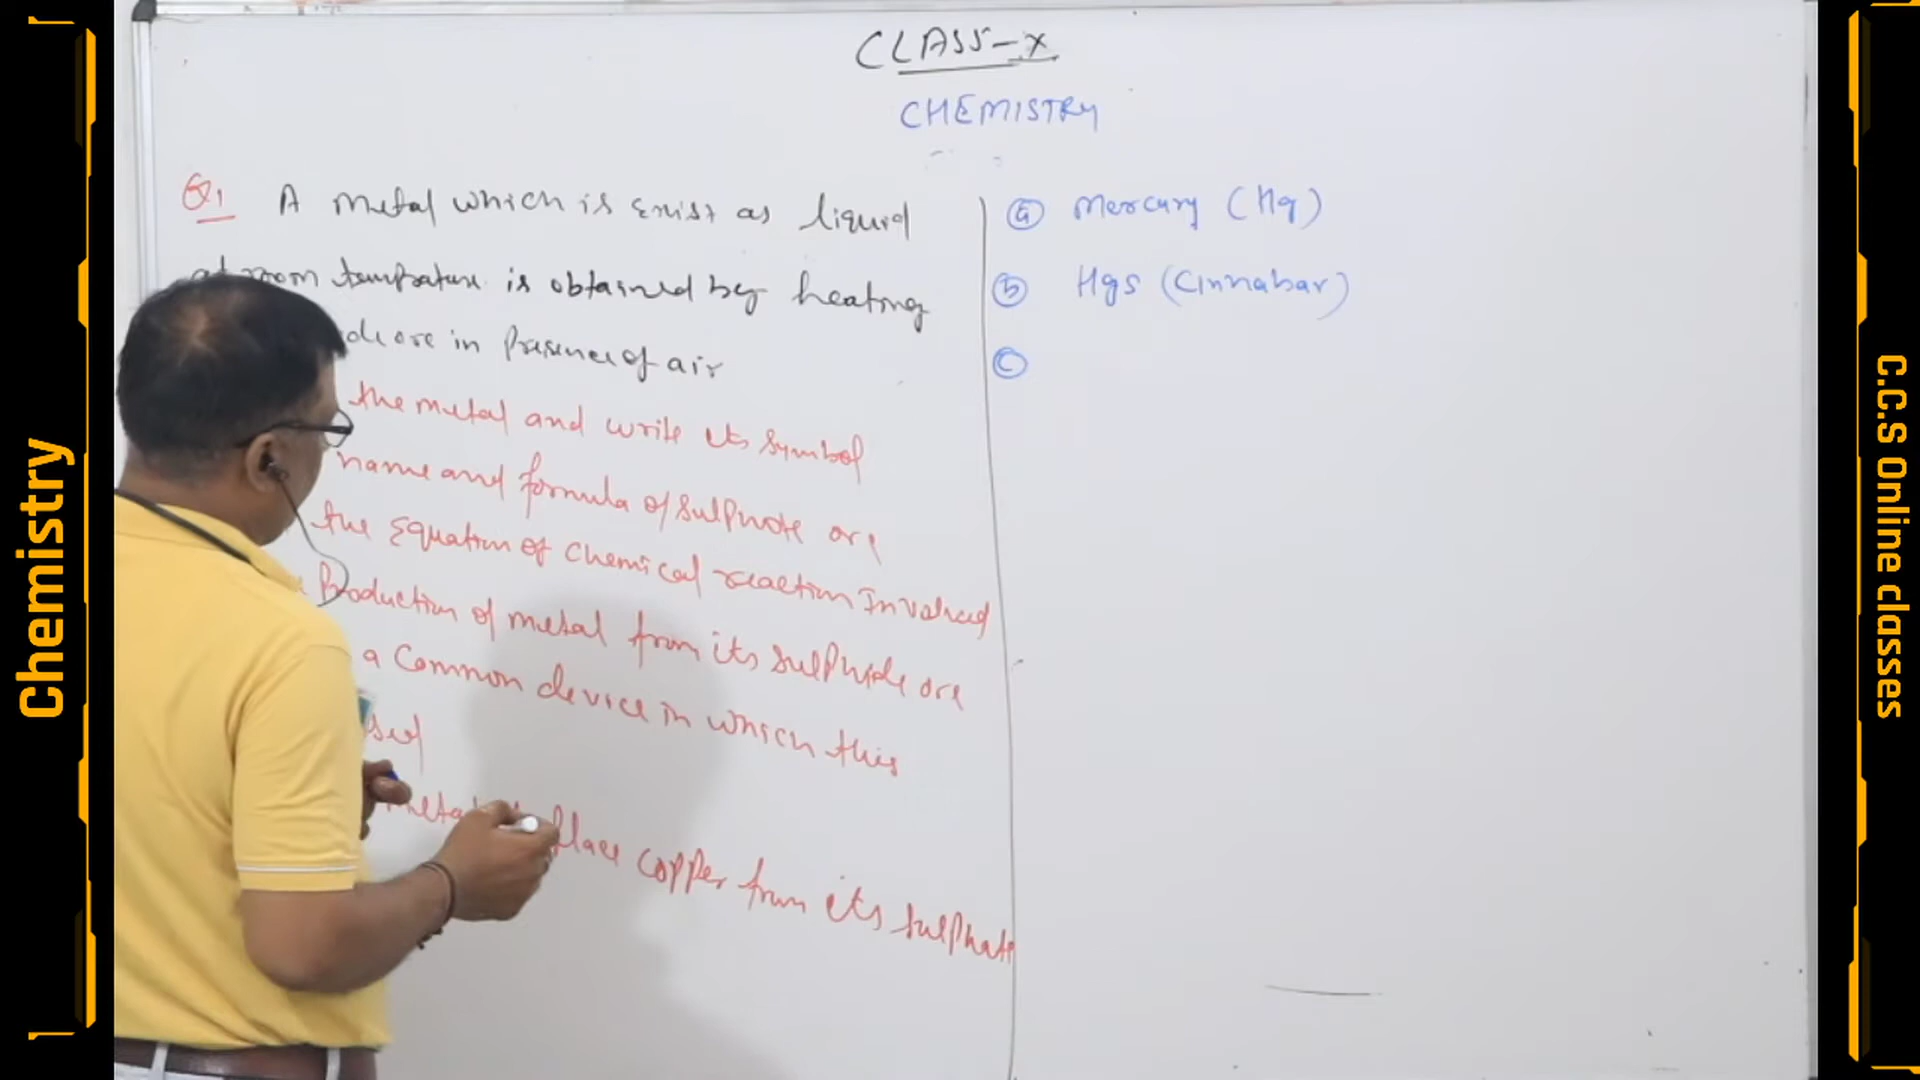 CLASS-X
CHEMISTRY
Q1 A metal which is exist as liquid
room temprature is obtained by heating
ore in Presence of air
the metal and write its symbol
name and formula of sulphide ore
the Equation of chemical reaction Involved
Production of metal from its sulphide ore
a common device in which this
metal
place copper from its sulphate
(a) Mercury (Hg)
(b) HgS (Cinnabar)
(c)
Chemistry
C.C.S Online classes